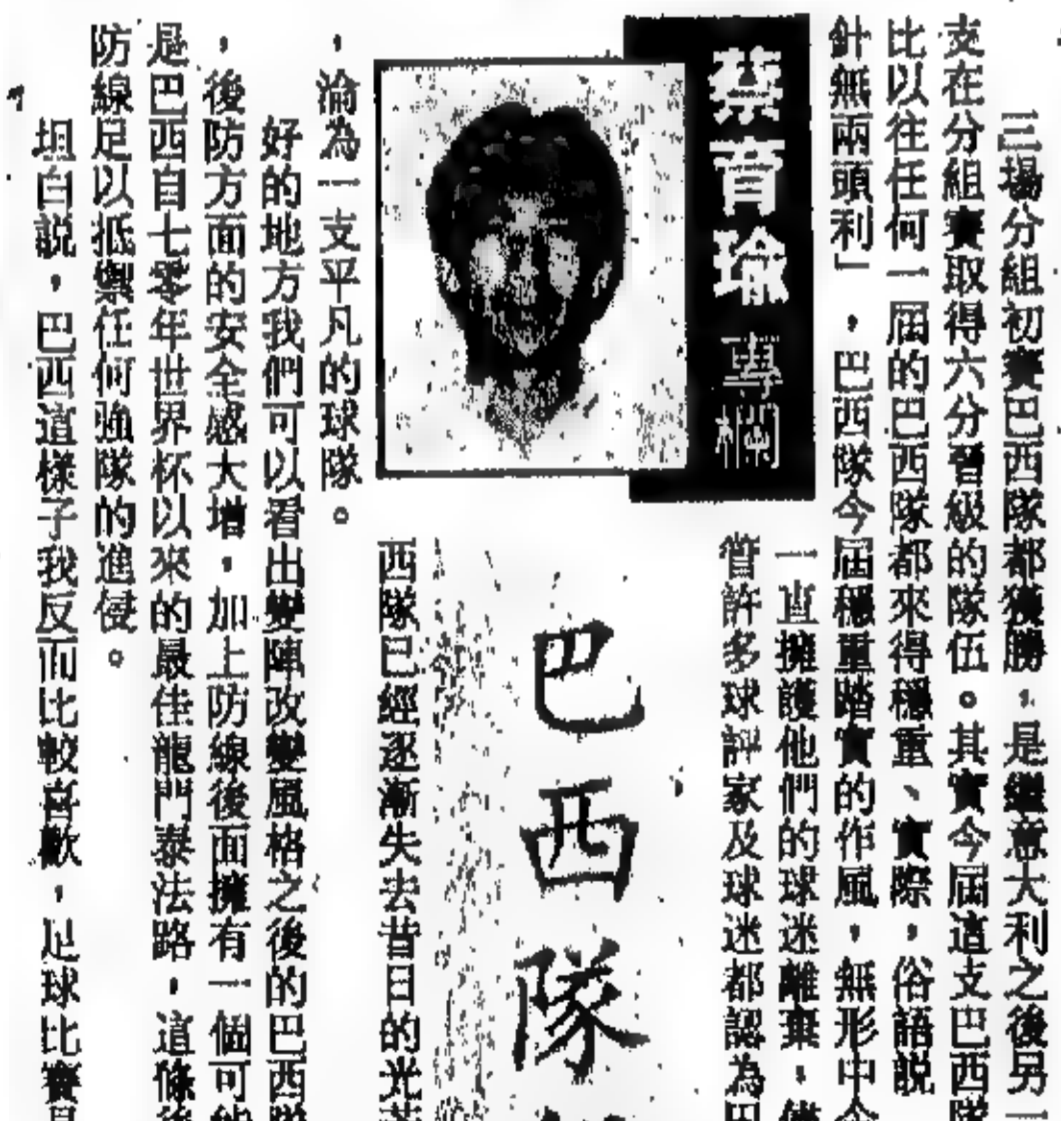 三場分組初賽巴西隊都獲勝，是繼意大利之後另一
支在分組賽取得六分晉級的隊伍。其實今屆這支巴西隊
比以往任何一屆的巴西隊都來得穩重、實際，俗語說
針無兩頭利」，巴西隊今屆穩重踏實的作風，無形中令
一直擁護他們的球迷離棄，儘
管許多球評家及球迷都認為巴
蔡育瑜
專欄
巴西隊
西隊已經逐漸失去昔日的光
，淪為一支平凡的球隊。
好的地方我們可以看出變陣改變風格之後的巴西隊
，後防方面的安全感大增，加上防線後面擁有一個可
是巴西自七零年世界杯以來的最佳龍門泰法路，這條
防線足以抵禦任何強隊的進侵。
坦白說，巴西這樣子我反而比較喜歡，足球比賽